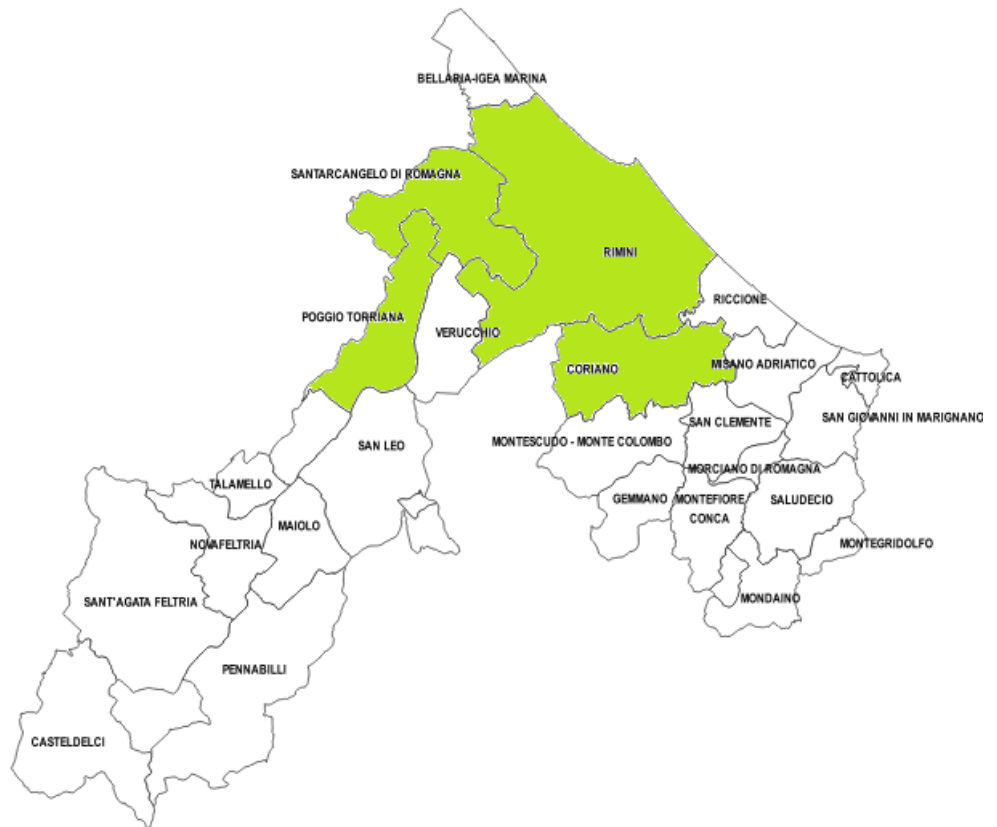 BELLARIA-IGEA MARINA
SANTARCANGELO DI ROMAGNA
RIMINI
RICCIONE
POGGIO TORRIANA
VERUCCHIO
CORIANO
MISANO ADRIATICO
CATTOLICA
SAN GIOVANNI IN MARIGNANO
SAN CLEMENTE
MONTESCUDO - MONTE COLOMBO
SAN LEO
MORCIANO DI ROMAGNA
TALAMELLO
GEMMANO
MONTEFIORE
CONCA
SALUDECIO
MAIOLO
NOVAFELTRIA
MONTEGRIDOLFO
MONDAINO
SANT'AGATA FELTRIA
PENNABILLI
CASTELDELCI